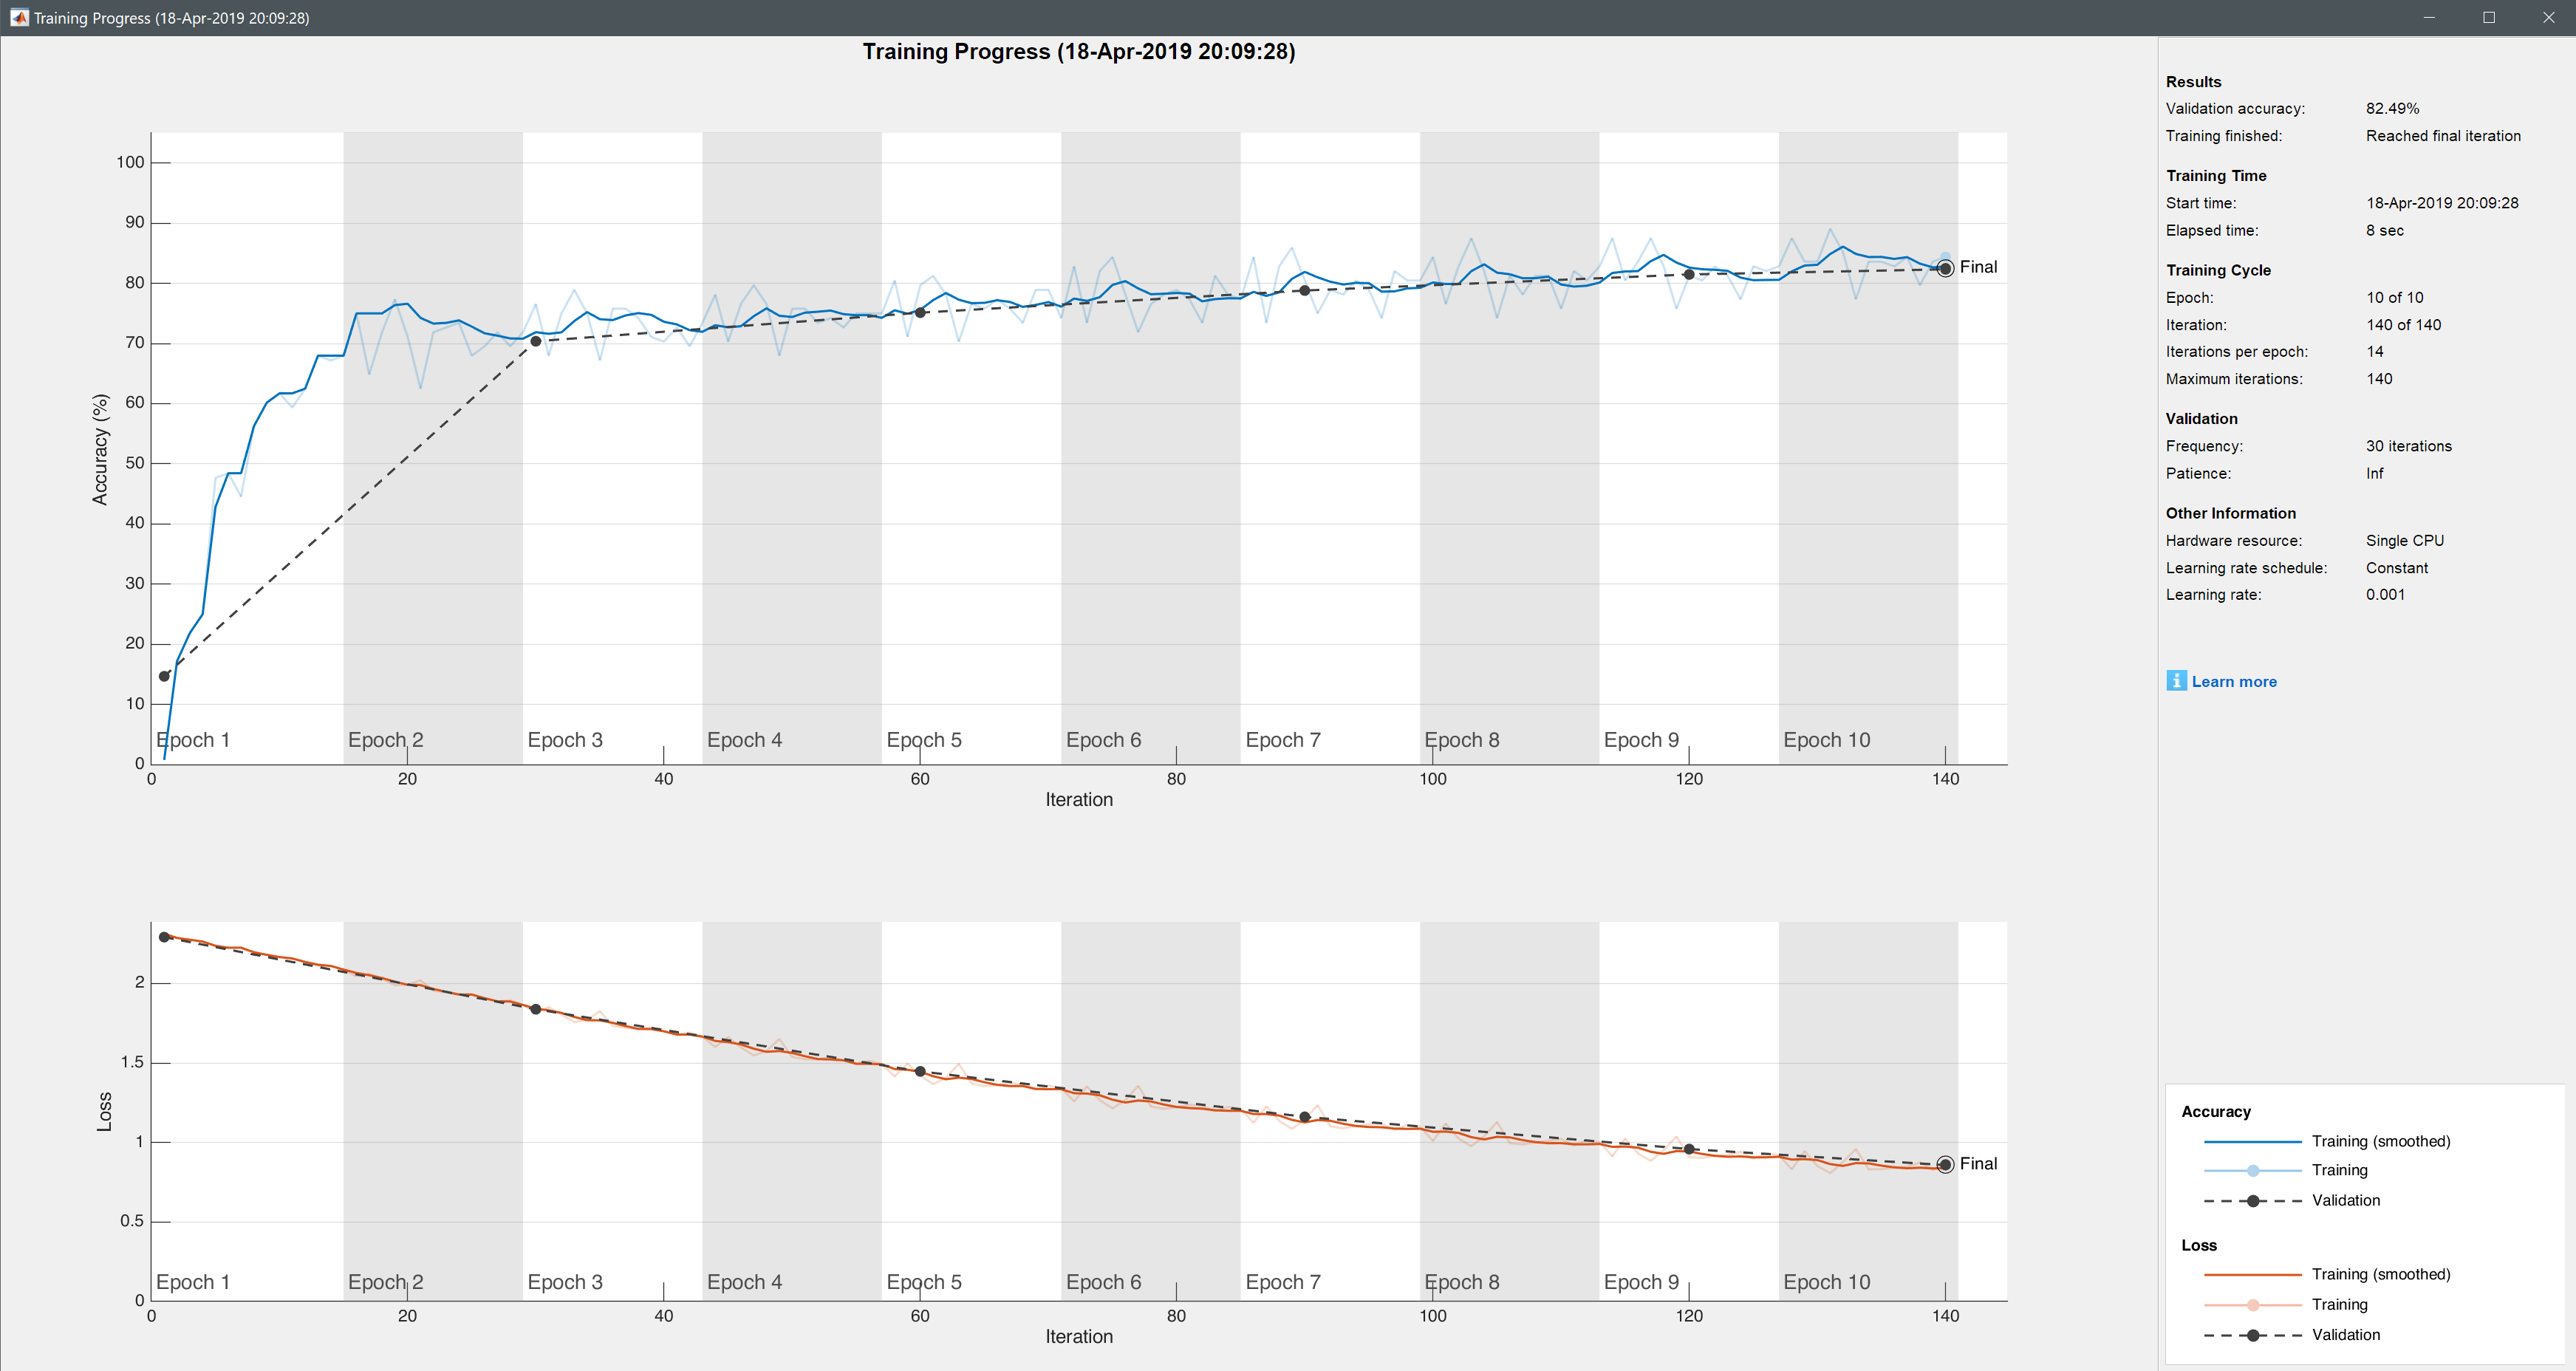 Training Progress (18-Apr-2019 20:09:28)
Training Progress (18-Apr-2019 20:09:28)
100
90
80
70
60
50
40
30
20
10
0
Accuracy (%)
Final
Epoch 1 Epoch 2 Epoch 3 Epoch 4 Epoch 5 Epoch 6 Epoch 7 Epoch 8 Epoch 9 Epoch 10
0 20 40 60 80 100 120 140
Iteration
2
1.5
1
0.5
0
Loss
Final
Epoch 1 Epoch 2 Epoch 3 Epoch 4 Epoch 5 Epoch 6 Epoch 7 Epoch 8 Epoch 9 Epoch 10
0 20 40 60 80 100 120 140
Iteration
Results
Validation accuracy: 82.49%
Training finished: Reached final iteration
Training Time
Start time: 18-Apr-2019 20:09:28
Elapsed time: 8 sec
Training Cycle
Epoch: 10 of 10
Iteration: 140 of 140
Iterations per epoch: 14
Maximum iterations: 140
Validation
Frequency: 30 iterations
Patience: Inf
Other Information
Hardware resource: Single CPU
Learning rate schedule: Constant
Learning rate: 0.001
i Learn more
Accuracy
Training (smoothed)
Training
Validation
Loss
Training (smoothed)
Training
Validation